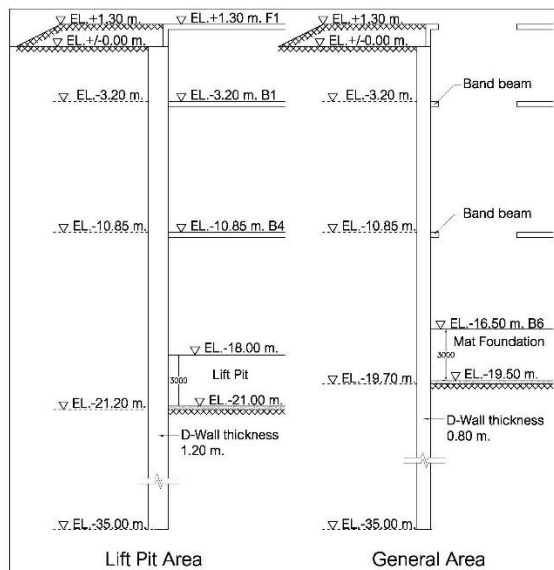 EL.+1.30 m.
EL.+1.30 m. F1
EL.+/-0.00 m.
EL.-3.20 m.
EL.-3.20 m. B1
EL.-10.85 m.
EL.-10.85 m. B4
EL.-18.00 m.
3000
Lift Pit
EL.-21.20 m.
EL.-21.00 m.
D-Wall thickness
1.20 m.
EL.-35.00 m.
Lift Pit Area
EL.+1.30 m.
EL.+/-0.00 m.
EL.-3.20 m.
Band beam
EL.-10.85 m.
Band beam
EL.-16.50 m. B6
Mat Foundation
3000
EL.-19.70 m.
EL.-19.50 m.
D-Wall thickness
0.80 m.
EL.-35.00 m.
General Area